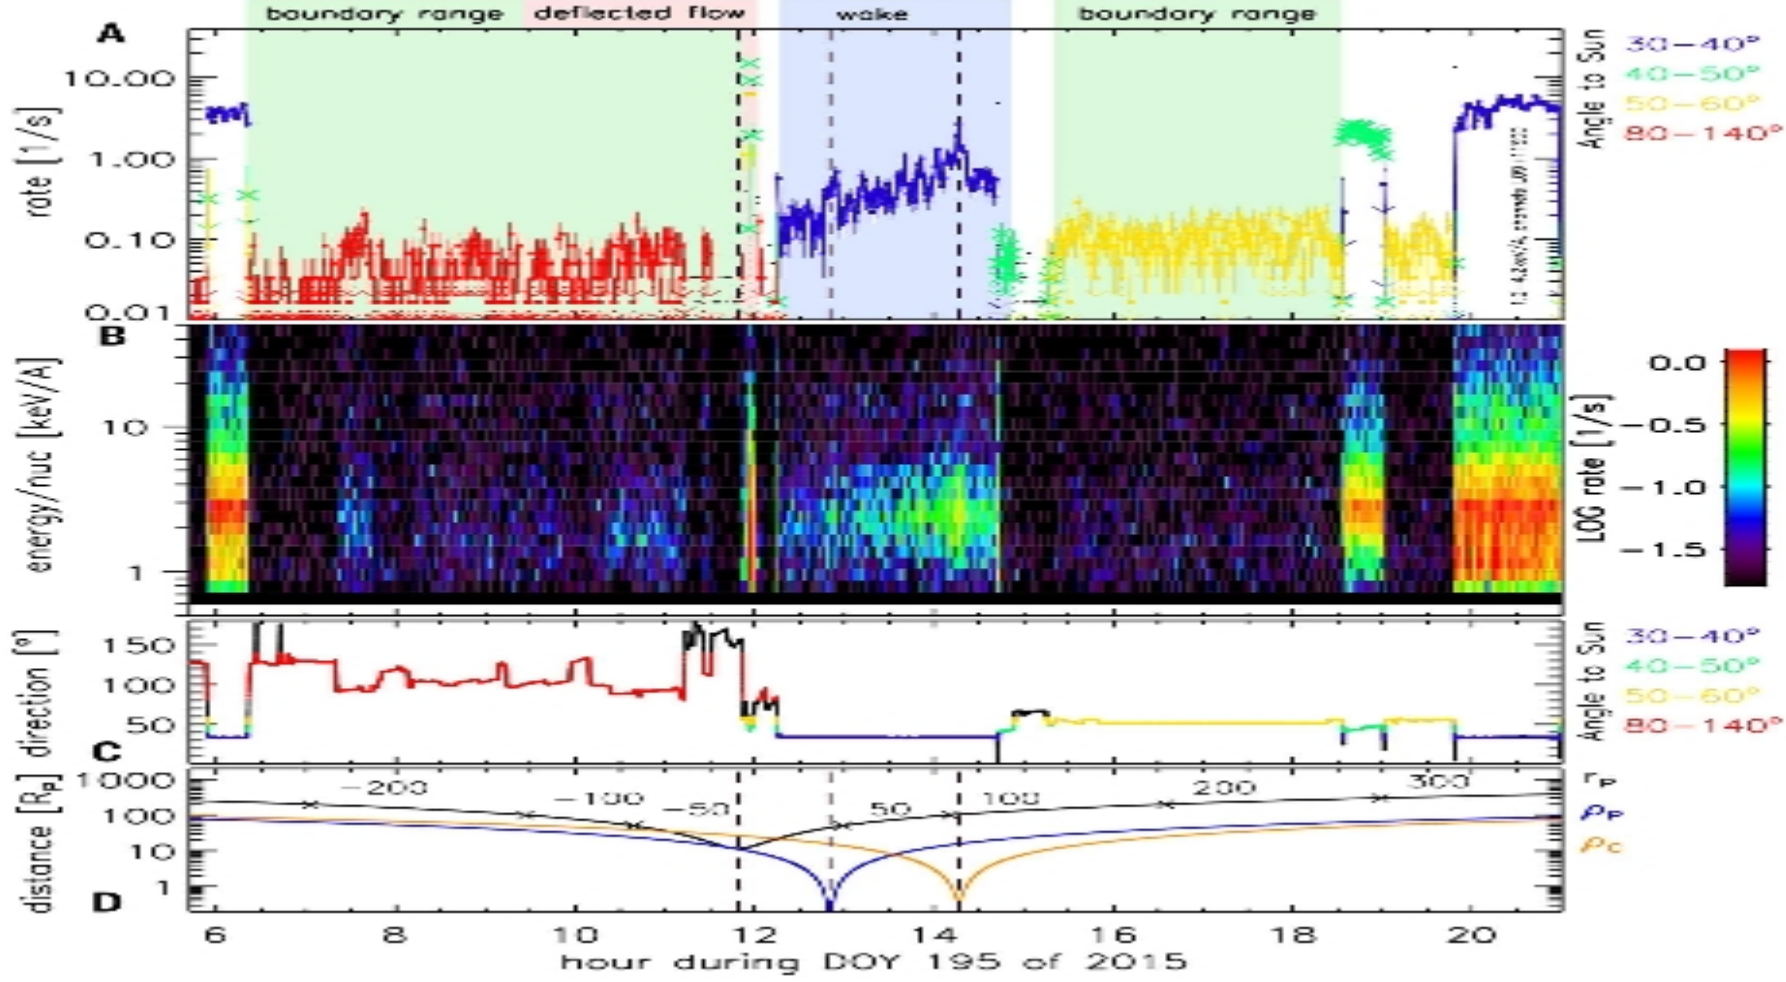 boundary range deflected flow wake boundary range
A
10.00
1.00
0.10
0.01
rate [1/s]
Angle to Sun
30-40°
40-50°
50-60°
80-140°
B
10
1
energy/nuc [keV/A]
LOG rate [1/s]
0.0
-0.5
-1.0
-1.5
C
150
100
50
direction [°]
Angle to Sun
30-40°
40-50°
50-60°
80-140°
D
1000
100
10
1
distance [Rp]
-200 -100 -50 50 100 200 300
rP
ρP
ρC
6 8 10 12 14 16 18 20
hour during DOY 195 of 2015